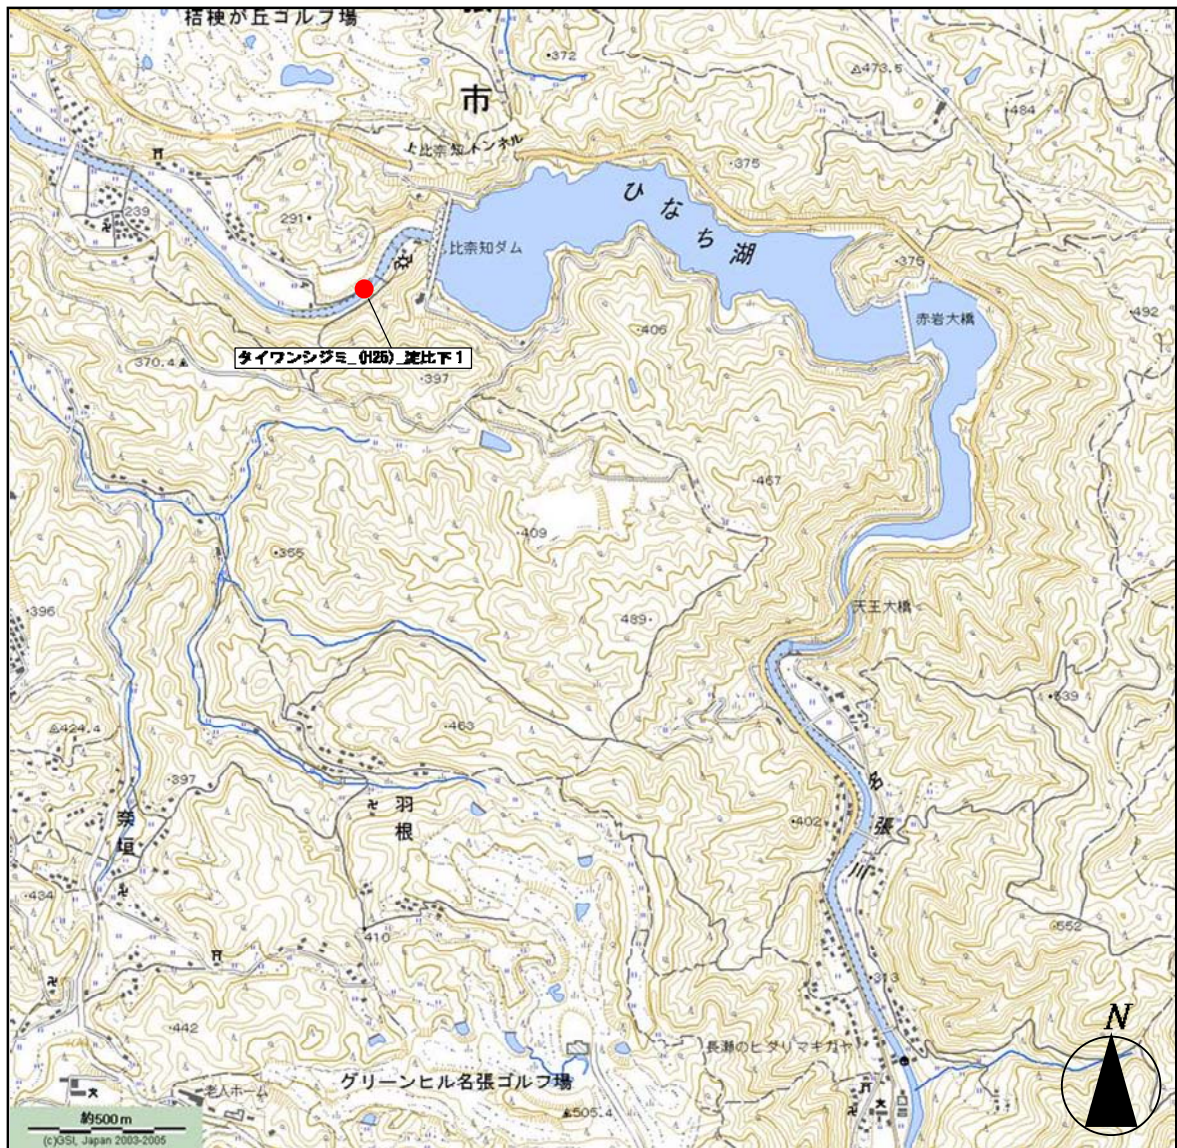 桔梗が丘ゴルフ場
張
・372
△473.5
市
・484
上比奈知トンネル
・375
ひなち湖
239
291・
比奈知ダム
・375
・492
赤岩大橋
・406
タイワンシジミ_(H25)_淀比下1
370.4▲
・397
・467
・409
・355
天王大橋
・396
489・
・539
・463
△424.4
・397
名張川
奈垣
羽根
・402
・434
410
・552
・313
・442
長瀬のヒダリマキガヤ
N
グリーンヒル名張ゴルフ場
老人ホーム
▲505.4
約500m
(c)GSI, Japan 2003-2005